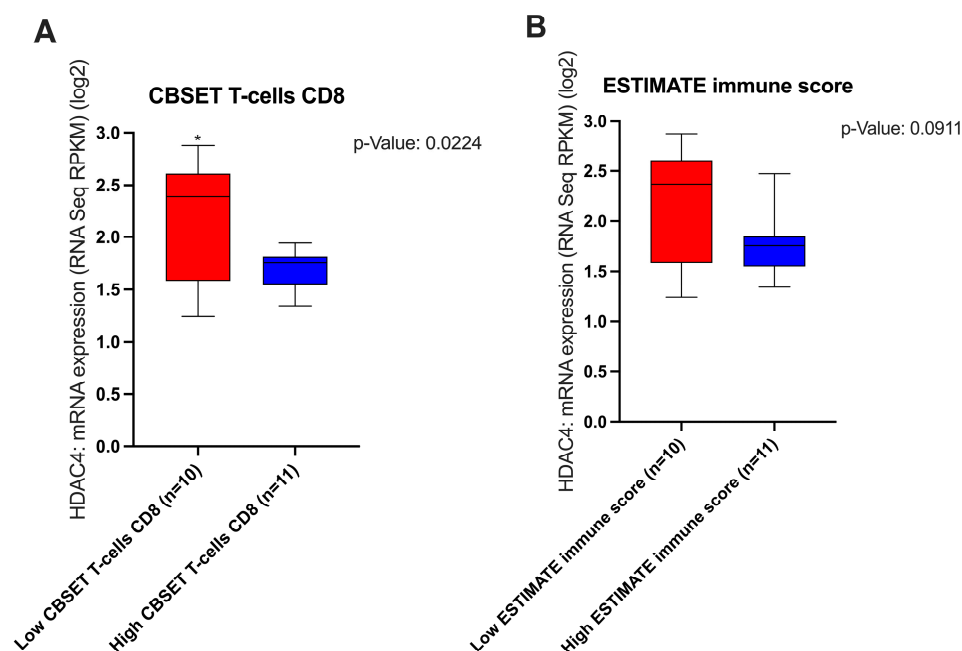 A
CBSET T-cells CD8
p-Value: 0.0224
HDAC4: mRNA expression (RNA Seq RPKM) (log2)
3.0
*
2.5
2.0
1.5
1.0
0.5
0.0
Low CBSET T-cells CD8 (n=10)
High CBSET T-cells CD8 (n=11)
B
ESTIMATE immune score
p-Value: 0.0911
HDAC4: mRNA expression (RNA Seq RPKM) (log2)
3.0
2.5
2.0
1.5
1.0
0.5
0.0
Low ESTIMATE immune score (n=10)
High ESTIMATE immune score (n=11)